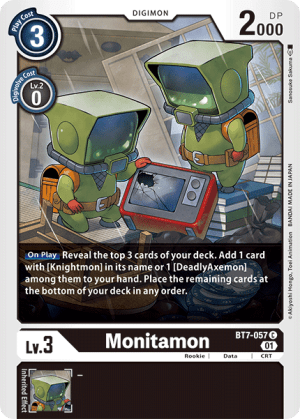 DIGIMON
Play Cost
3
DP
2000
Digivolve Cost
Lv.2
0
Sanosuke Sakuma
©Akiyoshi Hongo, Toei Animation BANDAI MADE IN JAPAN
On Play Reveal the top 3 cards of your deck. Add 1 card
with [Knightmon] in its name or 1 [DeadlyAxemon]
among them to your hand. Place the remaining cards at
the bottom of your deck in any order.
BT7-057 C
Lv.3
Monitamon
01
Rookie | Data | CRT
Inherited Effect
-